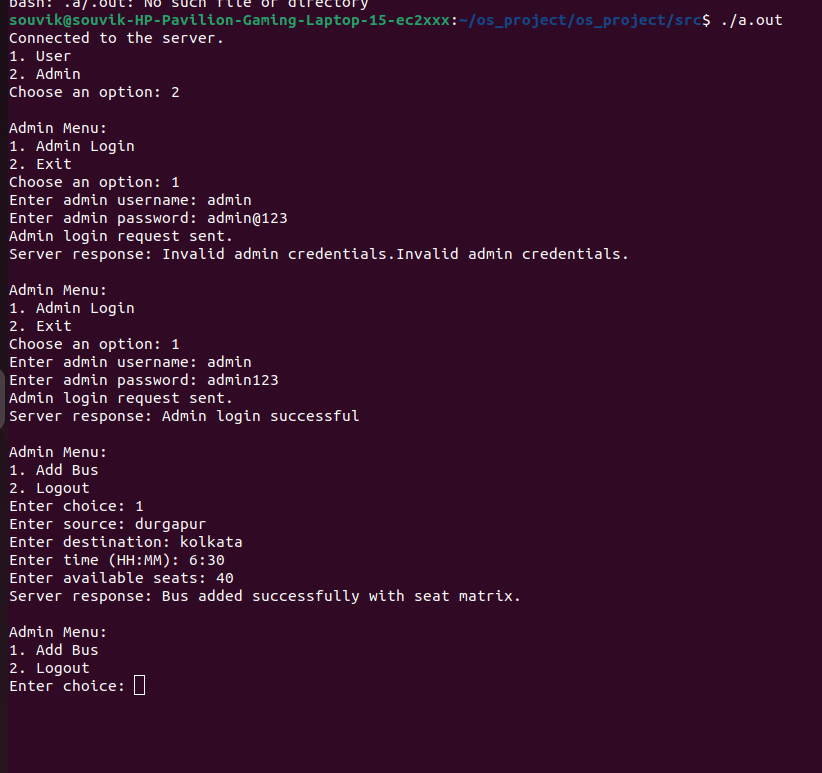 bash: .a/.out: No such file or directory
souvik@souvik-HP-Pavilion-Gaming-Laptop-15-ec2xxx:~/os_project/os_project/src$ ./a.out
Connected to the server.
1. User
2. Admin
Choose an option: 2
Admin Menu:
1. Admin Login
2. Exit
Choose an option: 1
Enter admin username: admin
Enter admin password: admin@123
Admin login request sent.
Server response: Invalid admin credentials.Invalid admin credentials.
Admin Menu:
1. Admin Login
2. Exit
Choose an option: 1
Enter admin username: admin
Enter admin password: admin123
Admin login request sent.
Server response: Admin login successful
Admin Menu:
1. Add Bus
2. Logout
Enter choice: 1
Enter source: durgapur
Enter destination: kolkata
Enter time (HH:MM): 6:30
Enter available seats: 40
Server response: Bus added successfully with seat matrix.
Admin Menu:
1. Add Bus
2. Logout
Enter choice: